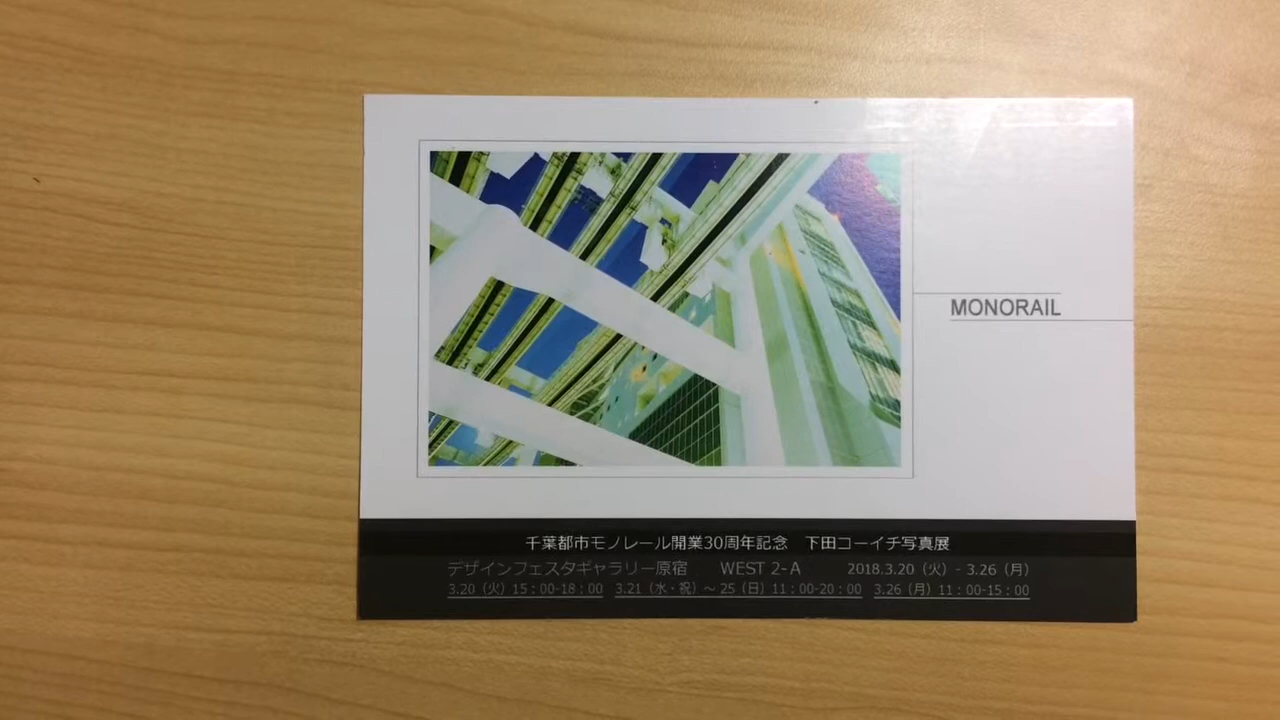 MONORAIL
千葉都市モノレール開業30周年記念　下田コーイチ写真展
デザインフェスタギャラリー原宿　WEST 2-A　2018.3.20（火）- 3.26（月）
3.20（火）15：00-18：00　3.21（水・祝）～ 25（日）11：00-20：00　3.26（月）11：00-15：00